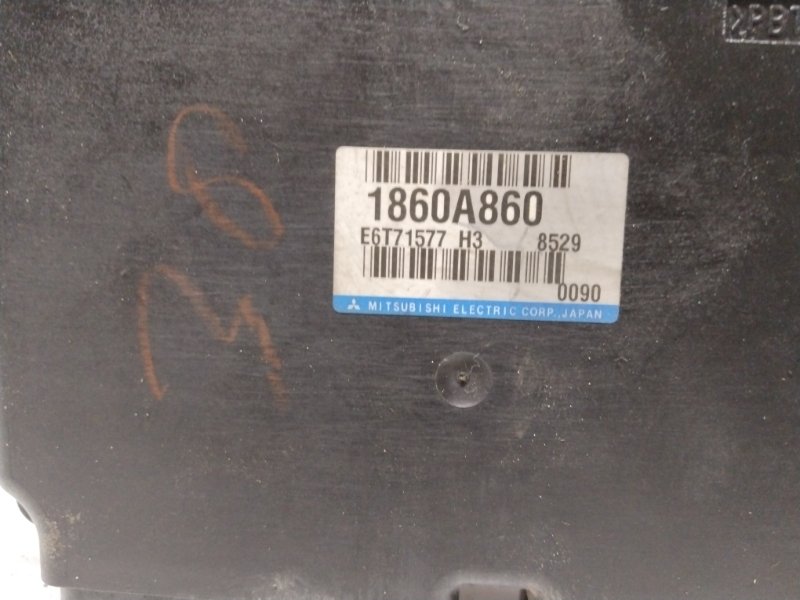 >PBT
1860A860
E6T71577 H3 8529
0090
MITSUBISHI ELECTRIC CORP., JAPAN